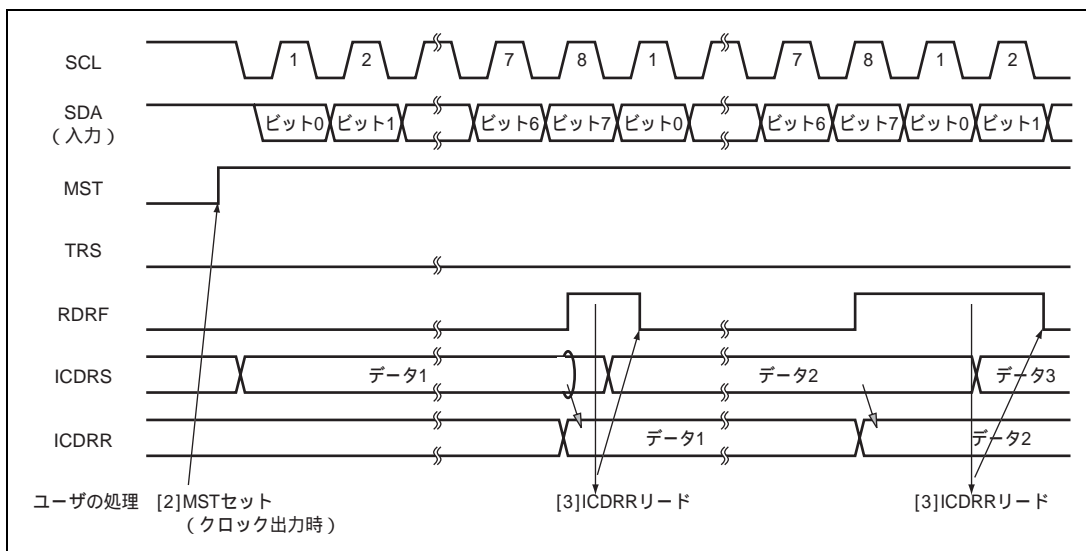 SCL 1 2 7 8 1 7 8 1 2
SDA
（入力）
ビット0 ビット1 ビット6 ビット7 ビット0 ビット6 ビット7 ビット0 ビット1
MST
TRS
RDRF
ICDRS データ1 データ2 データ3
ICDRR データ1 データ2
ユーザの処理 [2]MSTセット [3]ICDRRリード [3]ICDRRリード
（クロック出力時）